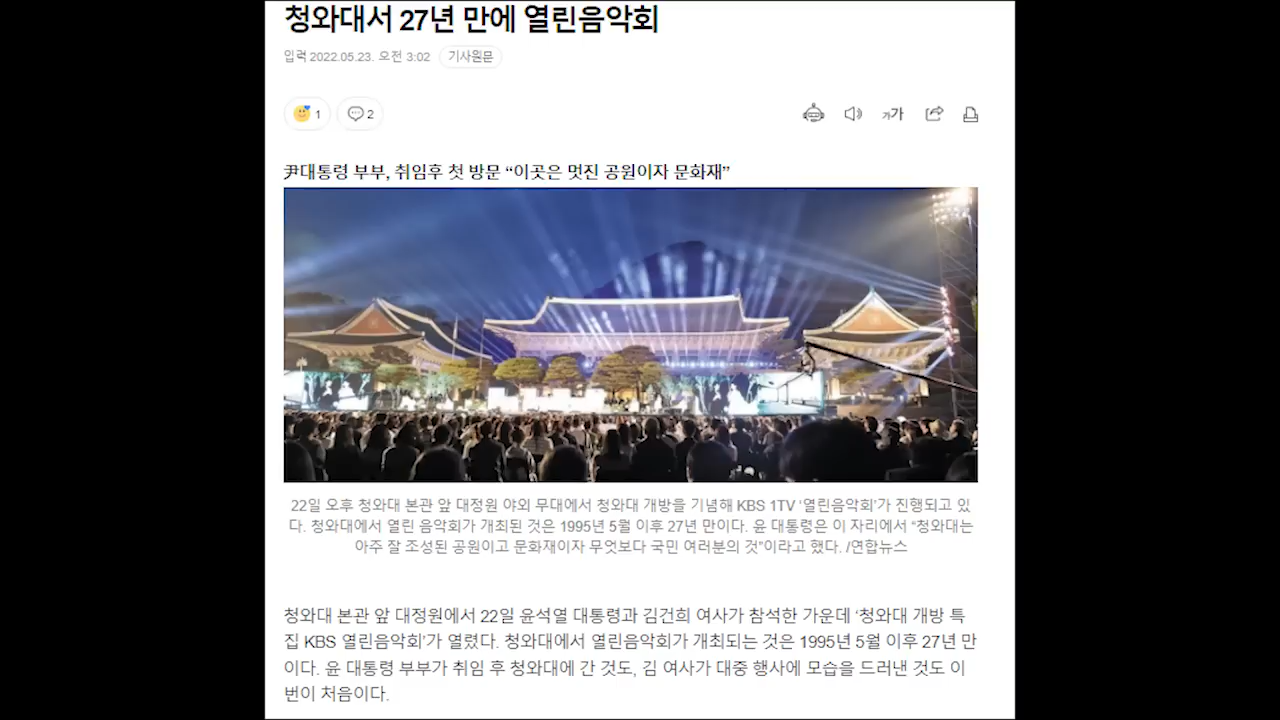 청와대서 27년 만에 열린음악회
입력 2022.05.23. 오전 3:02 기사원문
1 2
가가
尹대통령 부부, 취임후 첫 방문 “이곳은 멋진 공원이자 문화재”
22일 오후 청와대 본관 앞 대정원 야외 무대에서 청와대 개방을 기념해 KBS 1TV ‘열린음악회’가 진행되고 있
다. 청와대에서 열린 음악회가 개최된 것은 1995년 5월 이후 27년 만이다. 윤 대통령은 이 자리에서 “청와대는
아주 잘 조성된 공원이고 문화재이자 무엇보다 국민 여러분의 것”이라고 했다. /연합뉴스
청와대 본관 앞 대정원에서 22일 윤석열 대통령과 김건희 여사가 참석한 가운데 ‘청와대 개방 특
집 KBS 열린음악회’가 열렸다. 청와대에서 열린음악회가 개최되는 것은 1995년 5월 이후 27년 만
이다. 윤 대통령 부부가 취임 후 청와대에 간 것도, 김 여사가 대중 행사에 모습을 드러낸 것도 이
번이 처음이다.